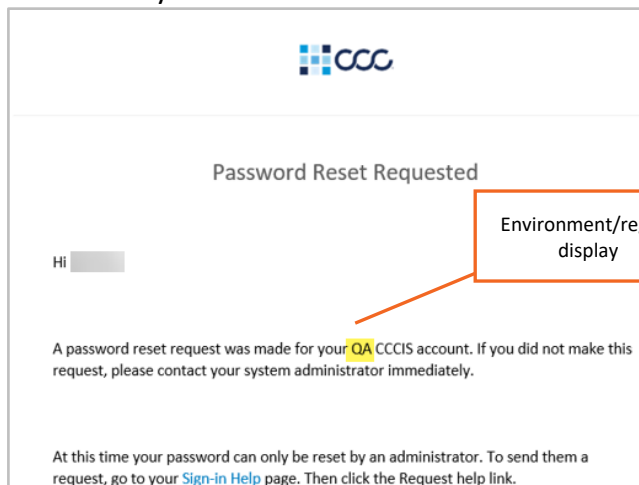 CCC
Password Reset Requested
Environment/re
display
Hi
A password reset request was made for your QA CCCIS account. If you did not make this
request, please contact your system administrator immediately.
At this time your password can only be reset by an administrator. To send them a
request, go to your Sign-in Help page. Then click the Request help link.